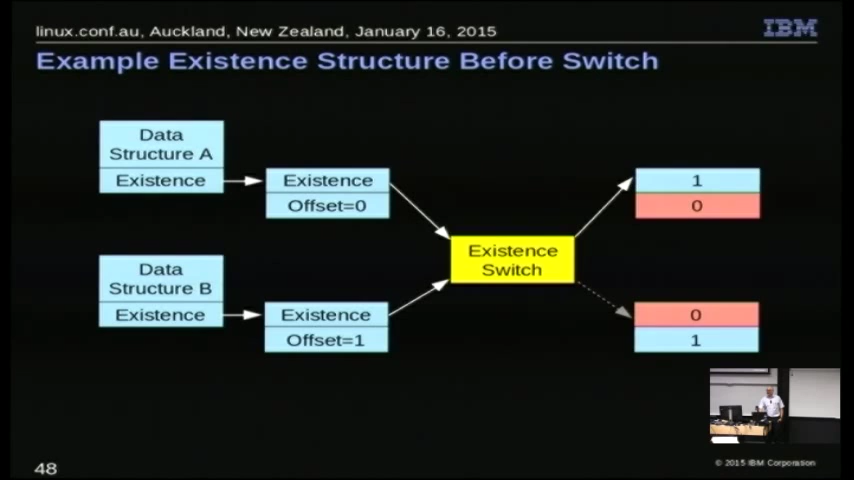 linux.conf.au, Auckland, New Zealand, January 16, 2015
IBM
Example Existence Structure Before Switch
Data
Structure A
Existence
Existence
Offset=0
1
0
Existence
Switch
Data
Structure B
Existence
Existence
Offset=1
0
1
48
© 2015 IBM Corporation